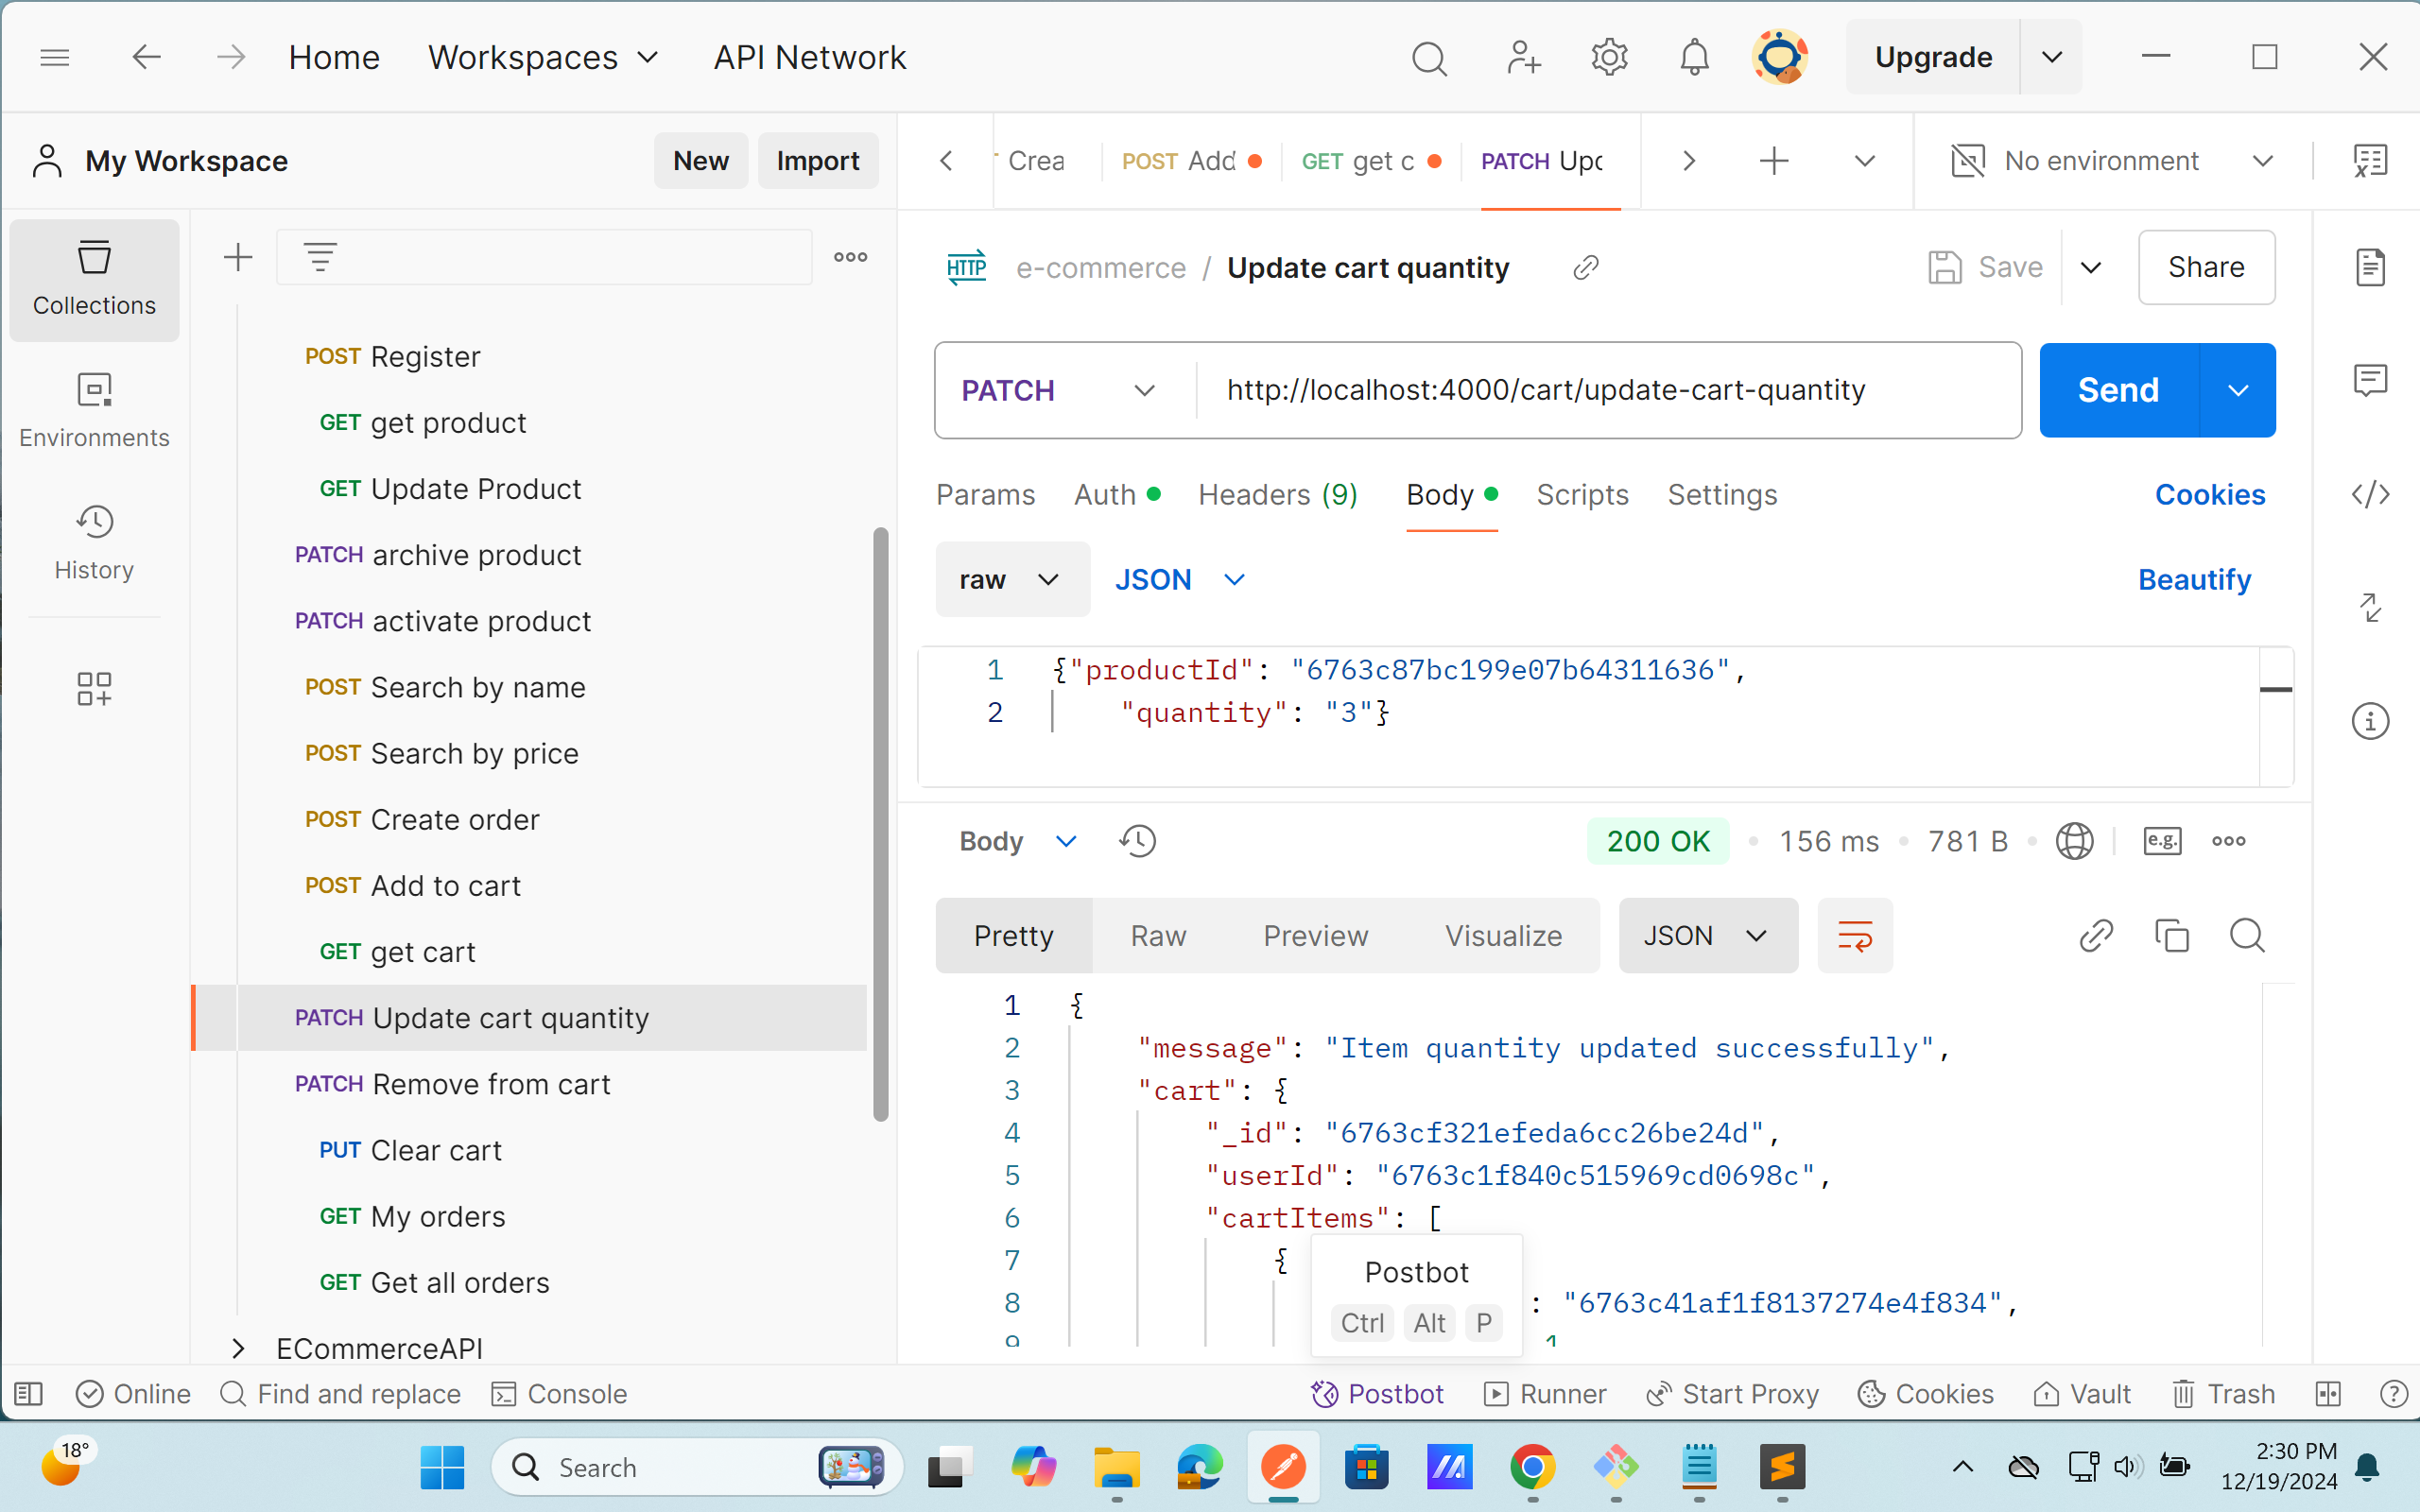 Home Workspaces API Network Upgrade
My Workspace New Import
Crea POST Add GET get c PATCH Upd No environment
Collections
Environments
History
POST Register
GET get product
GET Update Product
PATCH archive product
PATCH activate product
POST Search by name
POST Search by price
POST Create order
POST Add to cart
GET get cart
PATCH Update cart quantity
PATCH Remove from cart
PUT Clear cart
GET My orders
GET Get all orders
ECommerceAPI
HTTP e-commerce / Update cart quantity Save Share
PATCH http://localhost:4000/cart/update-cart-quantity Send
Params Auth Headers (9) Body Scripts Settings Cookies
raw JSON Beautify
1 {"productId": "6763c87bc199e07b64311636",
2 "quantity": "3"}
Body 200 OK 156 ms 781 B e.g.
Pretty Raw Preview Visualize JSON
1 {
2 "message": "Item quantity updated successfully",
3 "cart": {
4 "_id": "6763cf321efeda6cc26be24d",
5 "userId": "6763c1f840c515969cd0698c",
6 "cartItems": [
7 {
8 : "6763c41af1f8137274e4f834",
9 1
Postbot
Ctrl Alt P
Online Find and replace Console Postbot Runner Start Proxy Cookies Vault Trash
18° Search 2:30 PM
12/19/2024